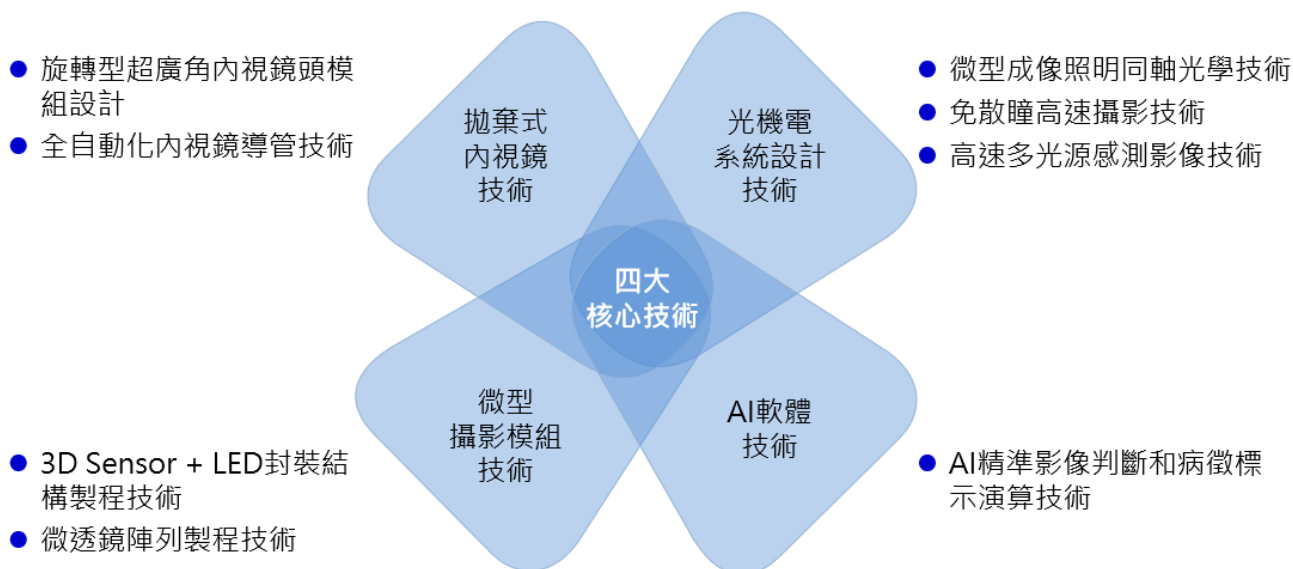 旋轉型超廣角內視鏡頭模
組設計
全自動化內視鏡導管技術
拋棄式
內視鏡
技術
光機電
系統設計
技術
微型成像照明同軸光學技術
免散瞳高速攝影技術
高速多光源感測影像技術
四大
核心技術
微型
攝影模組
技術
AI軟體
技術
3D Sensor + LED封裝結
構製程技術
微透鏡陣列製程技術
AI精準影像判斷和病徵標
示演算技術